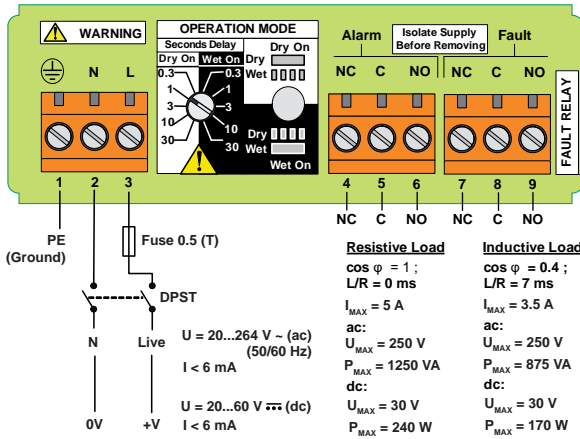 WARNING
OPERATION MODE
Seconds Delay
Dry On Wet On
0.3 0.3
1 1
3 3
10 10
30 30
Dry On
Dry
Wet
Dry
Wet
Wet On
Alarm
Isolate Supply
Before Removing
Fault
N L
NC C NO NC C NO
FAULT RELAY
1 2 3
4 5 6 7 8 9
NC C NO NC C NO
PE
(Ground)
Fuse 0.5 (T)
DPST
N Live
U = 20...264 V ~ (ac)
(50/60 Hz)
I < 6 mA
U = 20...60 V ⎓ (dc)
I < 6 mA
0V +V
Resistive Load
cos φ = 1 ;
L/R = 0 ms
IMAX = 5 A
ac:
UMAX = 250 V
PMAX = 1250 VA
dc:
UMAX = 30 V
PMAX = 240 W
Inductive Load
cos φ = 0.4 ;
L/R = 7 ms
IMAX = 3.5 A
ac:
UMAX = 250 V
PMAX = 875 VA
dc:
UMAX = 30 V
PMAX = 170 W